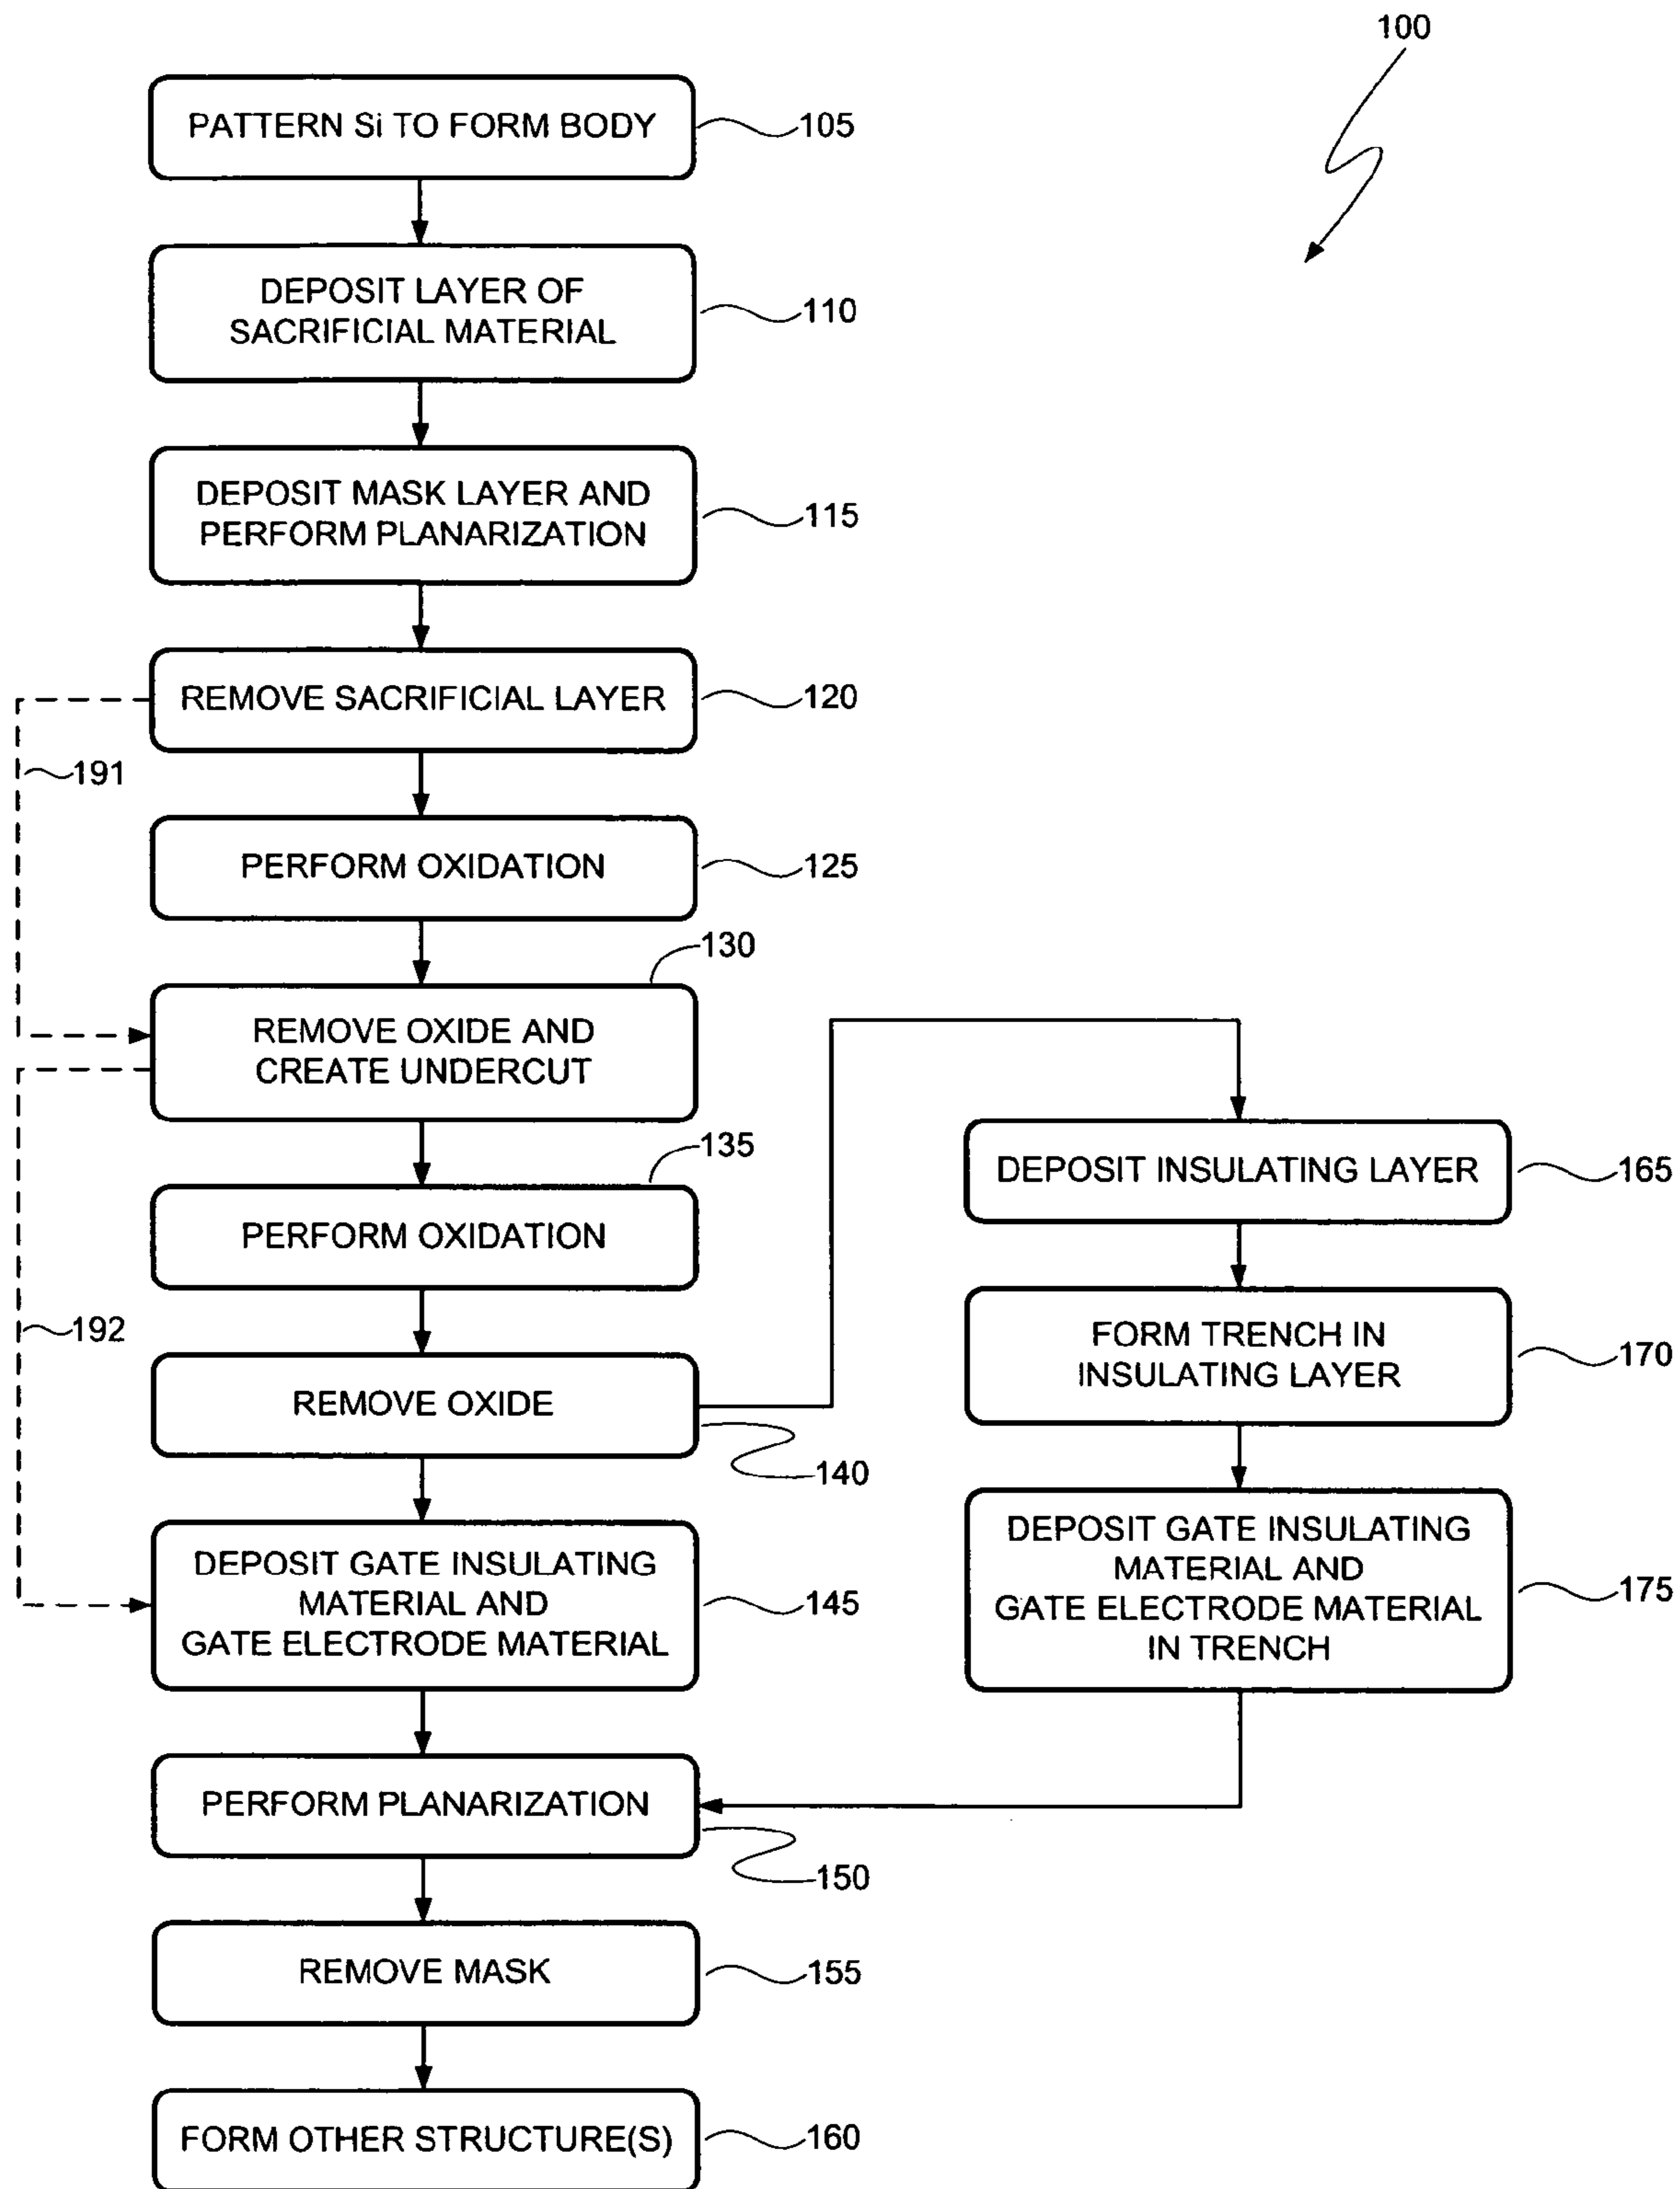 100
PATTERN Si TO FORM BODY
105
DEPOSIT LAYER OF
SACRIFICIAL MATERIAL
110
DEPOSIT MASK LAYER AND
PERFORM PLANARIZATION
115
REMOVE SACRIFICIAL LAYER
120
191
PERFORM OXIDATION
125
130
REMOVE OXIDE AND
CREATE UNDERCUT
135
PERFORM OXIDATION
192
REMOVE OXIDE
140
DEPOSIT GATE INSULATING
MATERIAL AND
GATE ELECTRODE MATERIAL
145
PERFORM PLANARIZATION
150
REMOVE MASK
155
FORM OTHER STRUCTURE(S)
160
DEPOSIT INSULATING LAYER
165
FORM TRENCH IN
INSULATING LAYER
170
DEPOSIT GATE INSULATING
MATERIAL AND
GATE ELECTRODE MATERIAL
IN TRENCH
175